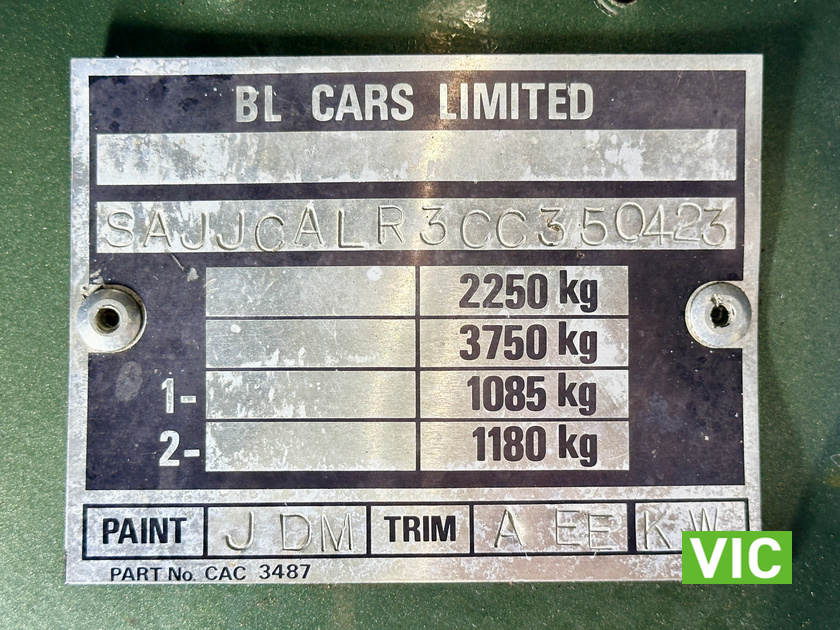 BL CARS LIMITED
SAJJCALR3CC350423
2250 kg
3750 kg
1- 1085 kg
2- 1180 kg
PAINT JDM TRIM A EE KW
PART No. CAC 3487
VIC